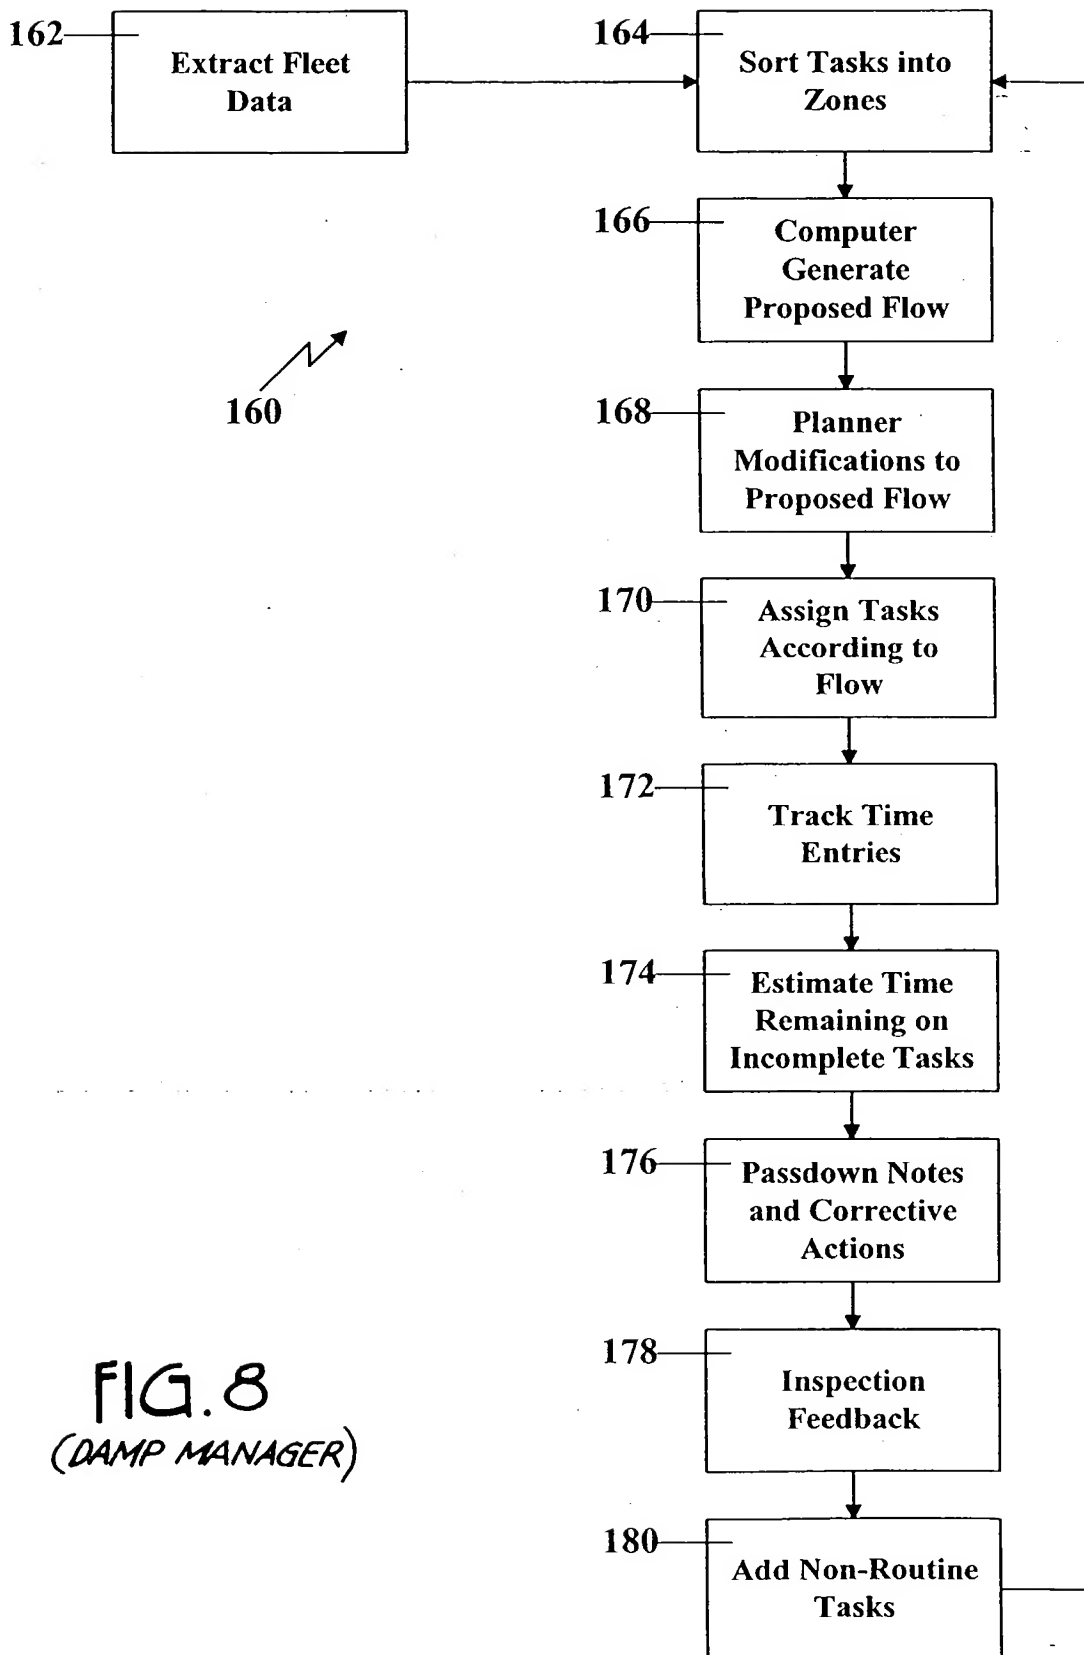 162
Extract Fleet
Data
164
Sort Tasks into
Zones
166
Computer
Generate
Proposed Flow
160
168
Planner
Modifications to
Proposed Flow
170
Assign Tasks
According to
Flow
172
Track Time
Entries
174
Estimate Time
Remaining on
Incomplete Tasks
176
Passdown Notes
and Corrective
Actions
178
Inspection
Feedback
180
Add Non-Routine
Tasks
FIG. 8
(DAMP MANAGER)